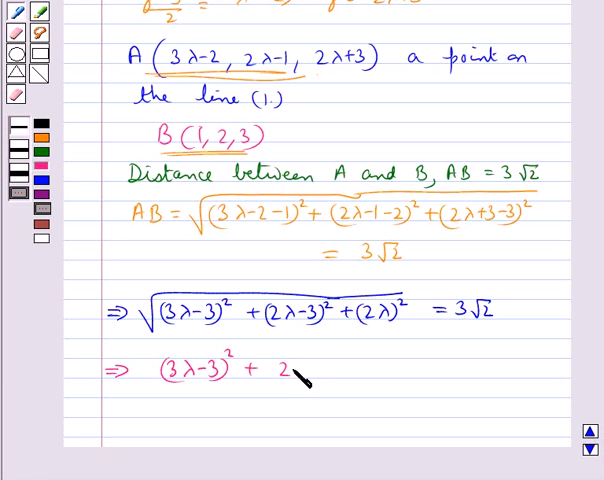 A (3λ-2, 2λ-1, 2λ+3) a point on
the line (1.)
B(1,2,3)
Distance between A and B, AB = 3√2
AB = √(3λ-2-1)² + (2λ-1-2)² + (2λ+3-3)²
= 3√2
⇒ √(3λ-3)² + (2λ-3)² + (2λ)² = 3√2
⇒ (3λ-3)² + 2